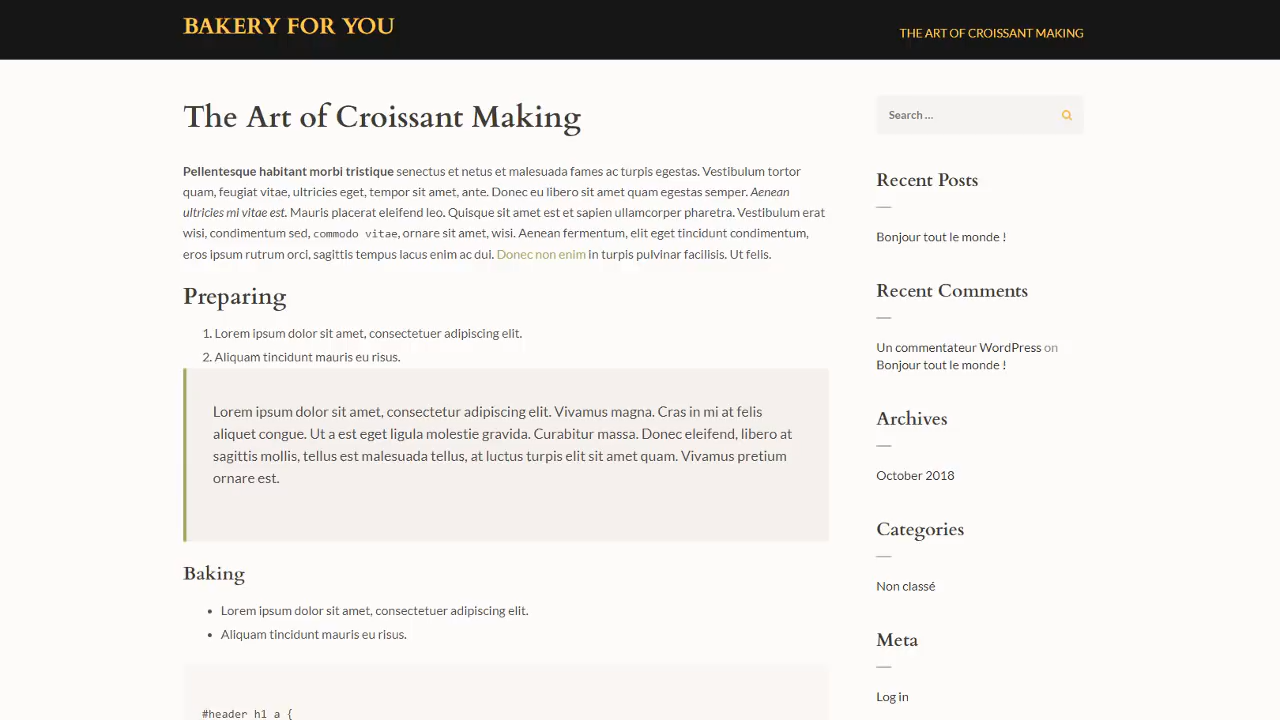 BAKERY FOR YOU
THE ART OF CROISSANT MAKING
The Art of Croissant Making
Pellentesque habitant morbi tristique senectus et netus et malesuada fames ac turpis egestas. Vestibulum tortor
quam, feugiat vitae, ultricies eget, tempor sit amet, ante. Donec eu libero sit amet quam egestas semper. Aenean
ultricies mi vitae est. Mauris placerat eleifend leo. Quisque sit amet est et sapien ullamcorper pharetra. Vestibulum erat
wisi, condimentum sed, commodo vitae, ornare sit amet, wisi. Aenean fermentum, elit eget tincidunt condimentum,
eros ipsum rutrum orci, sagittis tempus lacus enim ac dui. Donec non enim in turpis pulvinar facilisis. Ut felis.
Preparing
1. Lorem ipsum dolor sit amet, consectetuer adipiscing elit.
2. Aliquam tincidunt mauris eu risus.
Lorem ipsum dolor sit amet, consectetur adipiscing elit. Vivamus magna. Cras in mi at felis
aliquet congue. Ut a est eget ligula molestie gravida. Curabitur massa. Donec eleifend, libero at
sagittis mollis, tellus est malesuada tellus, at luctus turpis elit sit amet quam. Vivamus pretium
ornare est.
Baking
• Lorem ipsum dolor sit amet, consectetuer adipiscing elit.
• Aliquam tincidunt mauris eu risus.
#header h1 a {
Search …
Recent Posts
Bonjour tout le monde !
Recent Comments
Un commentateur WordPress on
Bonjour tout le monde !
Archives
October 2018
Categories
Non classé
Meta
Log in